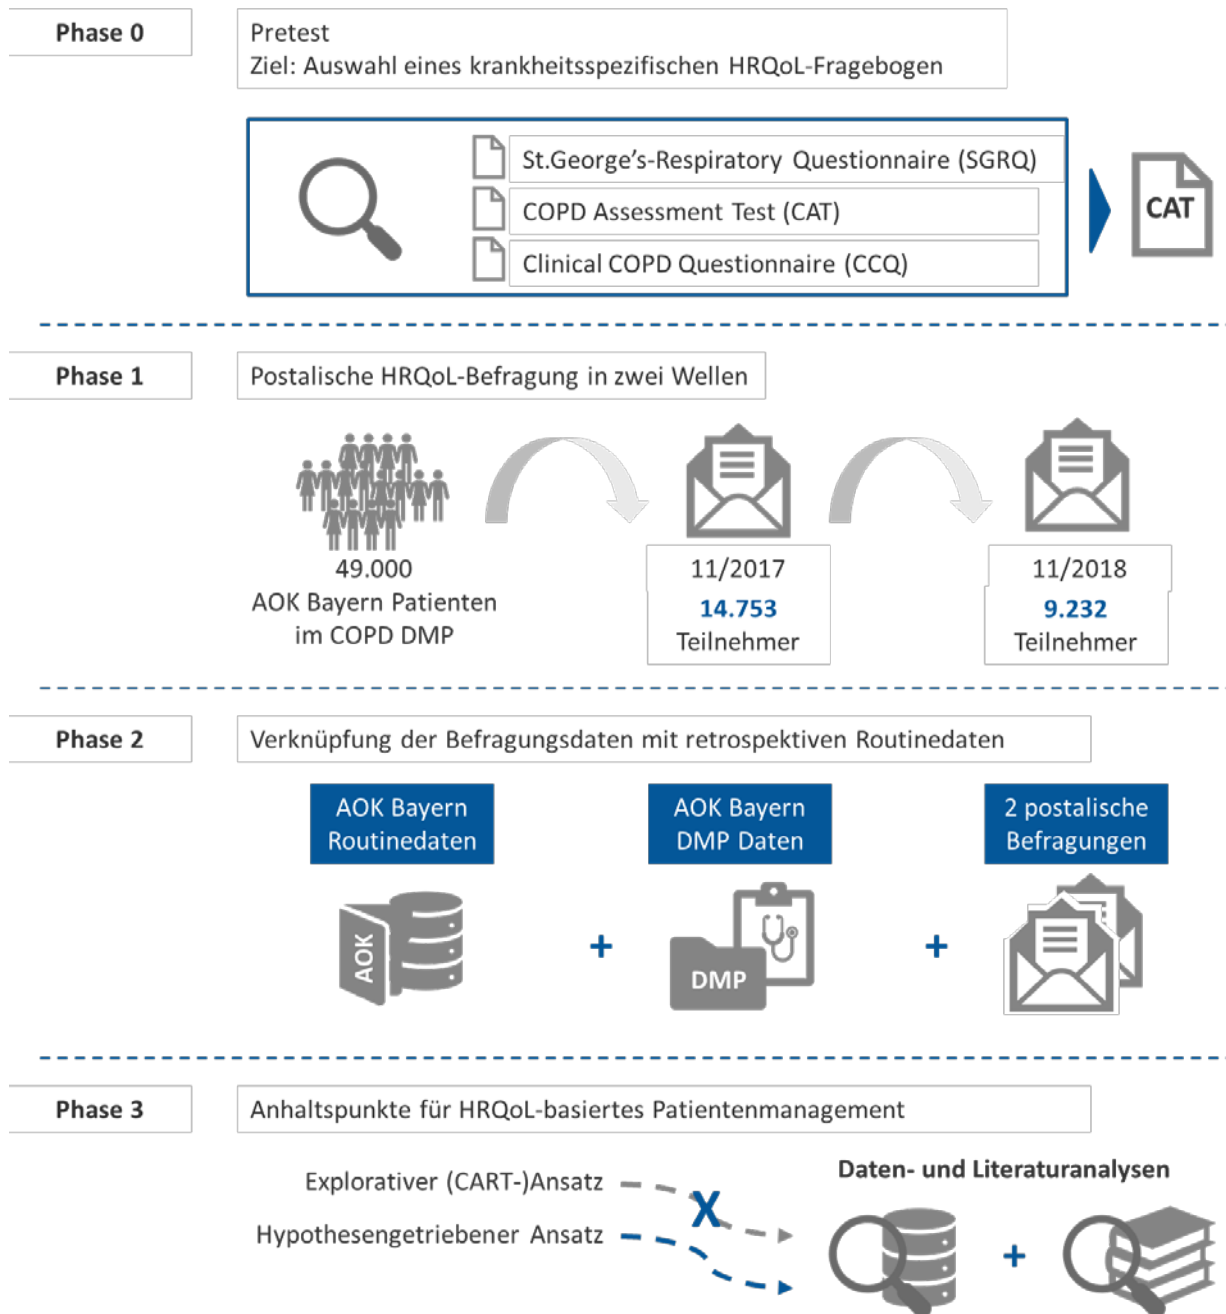 Phase 0
Pretest
Ziel: Auswahl eines krankheitsspezifischen HRQoL-Fragebogen
St.George's-Respiratory Questionnaire (SGRQ)
COPD Assessment Test (CAT)
Clinical COPD Questionnaire (CCQ)
CAT
Phase 1
Postalische HRQoL-Befragung in zwei Wellen
49.000
AOK Bayern Patienten
im COPD DMP
11/2017
14.753
Teilnehmer
11/2018
9.232
Teilnehmer
Phase 2
Verknüpfung der Befragungsdaten mit retrospektiven Routinedaten
AOK Bayern
Routinedaten
AOK Bayern
DMP Daten
2 postalische
Befragungen
AOK
+
DMP
+
Phase 3
Anhaltspunkte für HRQoL-basiertes Patientenmanagement
Explorativer (CART-)Ansatz
X
Hypothesengetriebener Ansatz
Daten- und Literaturanalysen
+